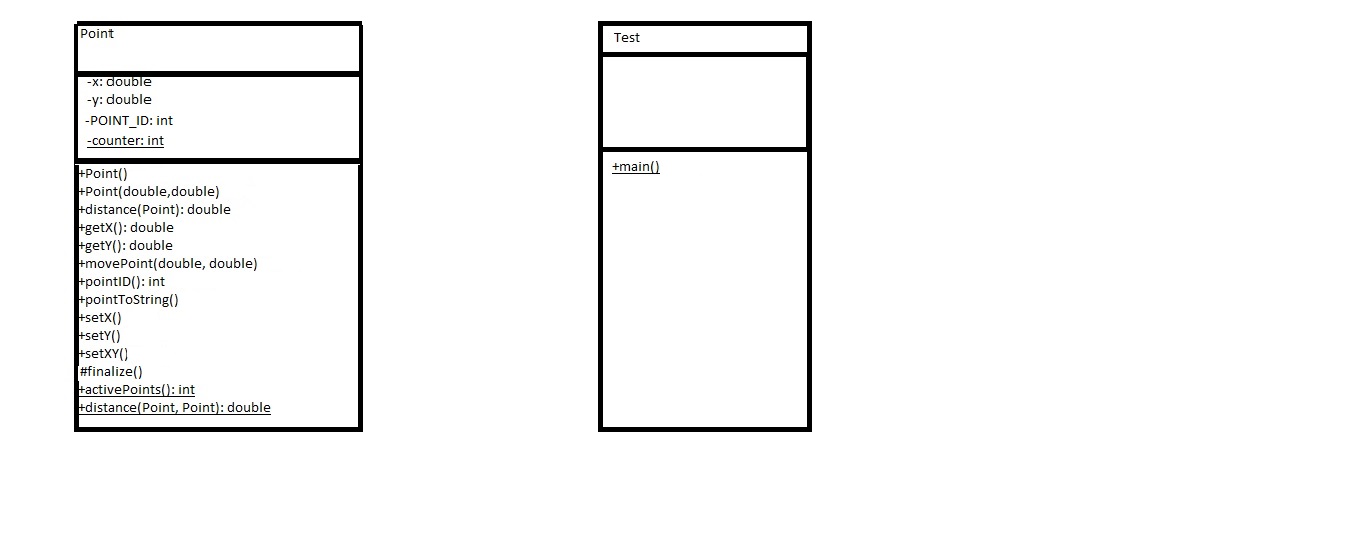 Point
-x: double
-y: double
-POINT_ID: int
-counter: int
+Point()
+Point(double,double)
+distance(Point): double
+getX(): double
+getY(): double
+movePoint(double, double)
+pointID(): int
+pointToString()
+setX()
+setY()
+setXY()
#finalize()
+activePoints(): int
+distance(Point, Point): double
Test
+main()